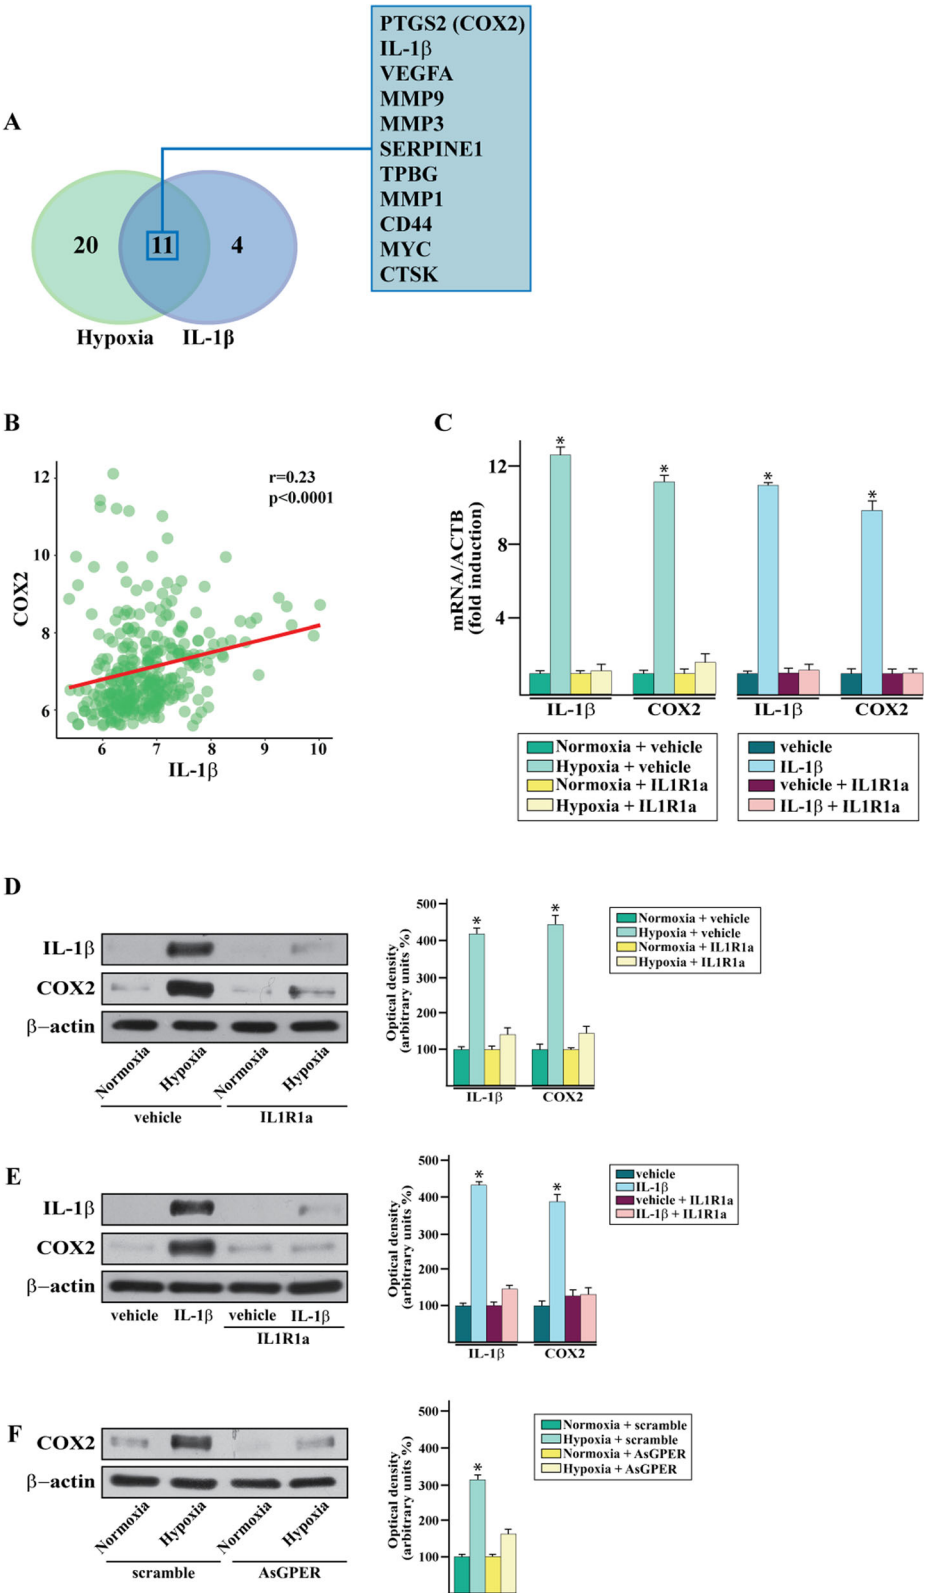 A
PTGS2 (COX2)
IL-1β
VEGFA
MMP9
MMP3
SERPINE1
TPBG
MMP1
CD44
MYC
CTSK
20
11
4
Hypoxia
IL-1β
B
COX2
12
10
8
6
r=0.23
p<0.0001
6
7
8
9
10
IL-1β
C
mRNA/ACTB
(fold induction)
12
8
4
*
*
*
*
IL-1β
COX2
IL-1β
COX2
Normoxia + vehicle
Hypoxia + vehicle
Normoxia + IL1R1a
Hypoxia + IL1R1a
vehicle
IL-1β
vehicle + IL1R1a
IL-1β + IL1R1a
D
IL-1β
COX2
β−actin
Normoxia
Hypoxia
Normoxia
Hypoxia
vehicle
IL1R1a
Optical density
(arbitrary units %)
500
400
300
200
100
*
*
IL-1β
COX2
Normoxia + vehicle
Hypoxia + vehicle
Normoxia + IL1R1a
Hypoxia + IL1R1a
E
IL-1β
COX2
β−actin
vehicle
IL-1β
vehicle
IL-1β
IL1R1a
Optical density
(arbitrary units %)
500
400
300
200
100
*
*
IL-1β
COX2
vehicle
IL-1β
vehicle + IL1R1a
IL-1β + IL1R1a
F
COX2
β−actin
Normoxia
Hypoxia
Normoxia
Hypoxia
scramble
AsGPER
Optical density
(arbitrary units %)
500
400
300
200
100
*
Normoxia + scramble
Hypoxia + scramble
Normoxia + AsGPER
Hypoxia + AsGPER